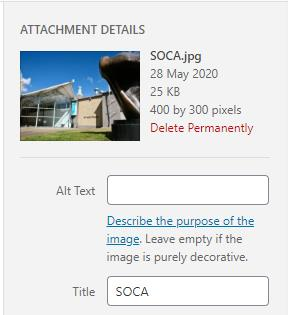 ATTACHMENT DETAILS
SOCA.jpg
28 May 2020
25 KB
400 by 300 pixels
Delete Permanently
Alt Text
Describe the purpose of the
image. Leave empty if the
image is purely decorative.
Title
SOCA